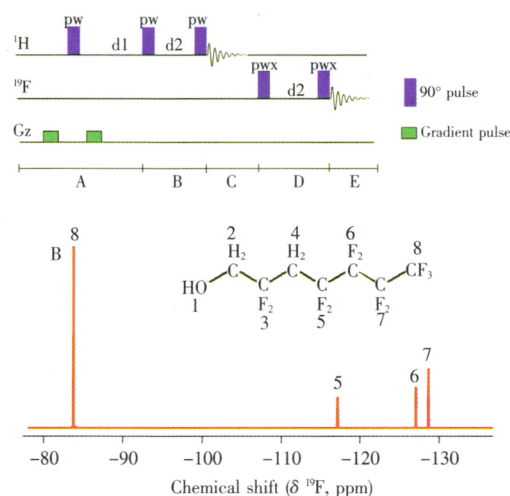 pw pw pw
¹H d1 d2
pwx pwx
¹⁹F d2
90° pulse
Gz Gradient pulse
A B C D E
8
B
2 4 6 8
H₂ H₂ F₂
C C C CF₃
HO C C C
1 F₂ F₂ F₂
3 5 7
5 6 7
−80 −90 −100 −110 −120 −130
Chemical shift (δ ¹⁹F, ppm)